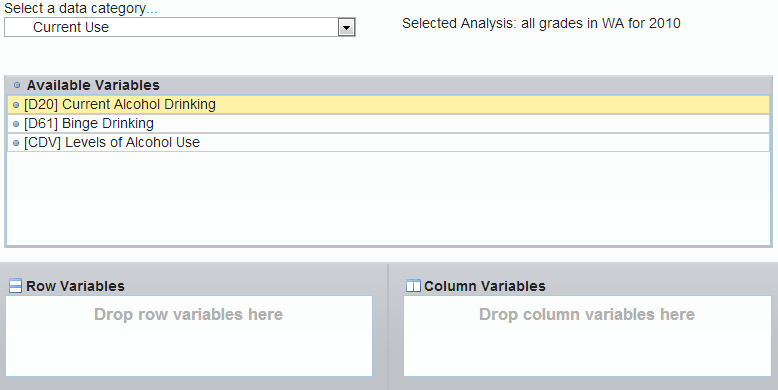 Select a data category...
Current Use
Selected Analysis: all grades in WA for 2010
Available Variables
[D20] Current Alcohol Drinking
[D61] Binge Drinking
[CDV] Levels of Alcohol Use
Row Variables
Drop row variables here
Column Variables
Drop column variables here